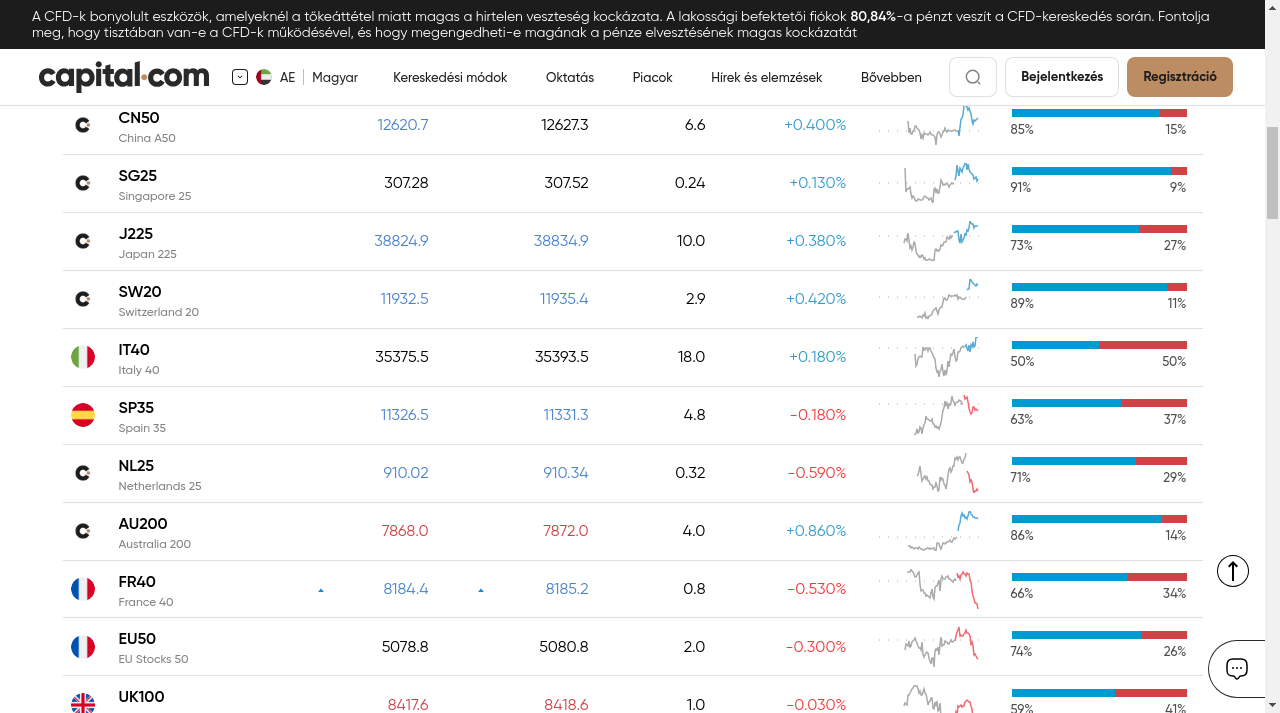 A CFD-k bonyolult eszközök, amelyeknél a tőkeáttétel miatt magas a hirtelen veszteség kockázata. A lakossági befektetői fiókok 80,84%-a pénzt veszít a CFD-kereskedés során. Fontolja
meg, hogy tisztában van-e a CFD-k működésével, és hogy megengedheti-e magának a pénze elvesztésének magas kockázatát
capital.com AE Magyar Kereskedési módok Oktatás Piacok Hírek és elemzések Bővebben Bejelentkezés Regisztráció
CN50 12620.7 12627.3 6.6 +0.400%
China A50 85% 15%
SG25 307.28 307.52 0.24 +0.130%
Singapore 25 91% 9%
J225 38824.9 38834.9 10.0 +0.380%
Japan 225 73% 27%
SW20 11932.5 11935.4 2.9 +0.420%
Switzerland 20 89% 11%
IT40 35375.5 35393.5 18.0 +0.180%
Italy 40 50% 50%
SP35 11326.5 11331.3 4.8 -0.180%
Spain 35 63% 37%
NL25 910.02 910.34 0.32 -0.590%
Netherlands 25 71% 29%
AU200 7868.0 7872.0 4.0 +0.860%
Australia 200 86% 14%
FR40 8184.4 8185.2 0.8 -0.530%
France 40 66% 34%
EU50 5078.8 5080.8 2.0 -0.300%
EU Stocks 50 74% 26%
UK100 8417.6 8418.6 1.0 -0.030%
59% 41%